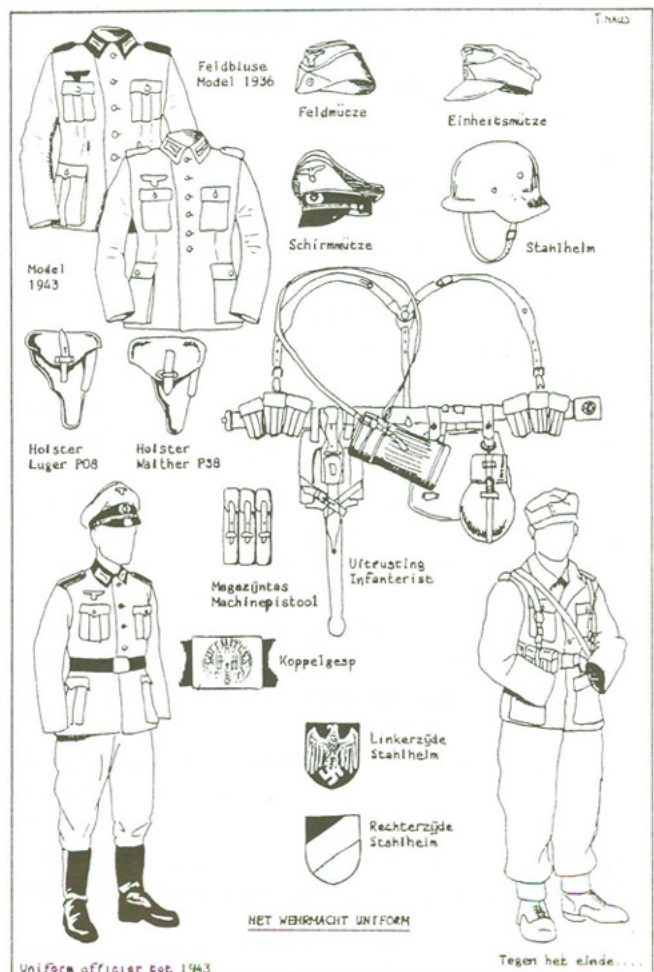 T. NAUS
Feldbluse
Model 1936
Feldmütze
Einheitsmütze
Schirmmütze
Stahlhelm
Model
1943
Holster
Luger P08
Holster
Walther P38
Magazijntas
Machinepistool
Uitrusting
Infanterist
Koppelgesp
Linkerzijde
Stahlhelm
Rechterzijde
Stahlhelm
HET WEHRMACHT UNIFORM
Uniform officier tot 1943
Tegen het einde....